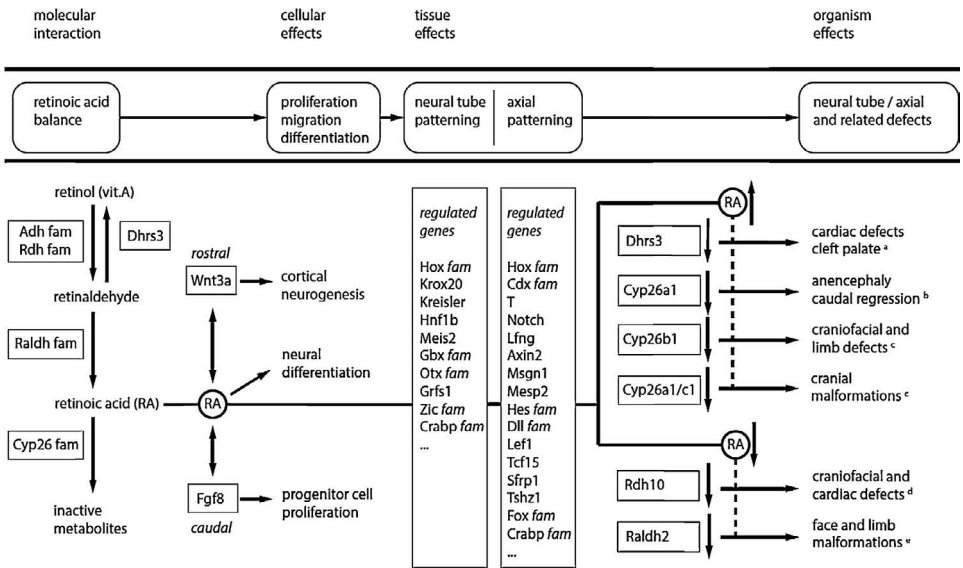 molecular
interaction
cellular
effects
tissue
effects
organism
effects
retinoic acid
balance
proliferation
migration
differentiation
neural tube
patterning
axial
patterning
neural tube / axial
and related defects
retinol (vit.A)
Adh fam
Rdh fam
Dhrs3
retinaldehyde
Raldh fam
retinoic acid (RA)
Cyp26 fam
inactive
metabolites
rostral
Wnt3a
cortical
neurogenesis
neural
differentiation
RA
Fgf8
caudal
progenitor cell
proliferation
regulated
genes
Hox fam
Krox20
Kreisler
Hnf1b
Meis2
Gbx fam
Otx fam
Grfs1
Zic fam
Crabp fam
...
regulated
genes
Hox fam
Cdx fam
T
Notch
Lfng
Axin2
Msgn1
Mesp2
Hes fam
Dll fam
Lef1
Tcf15
Sfrp1
Tshz1
Fox fam
Crabp fam
...
RA
Dhrs3
cardiac defects
cleft palate a
Cyp26a1
anencephaly
caudal regression b
Cyp26b1
craniofacial and
limb defects c
Cyp26a1/c1
cranial
malformations c
RA
Rdh10
craniofacial and
cardiac defects d
Raldh2
face and limb
malformations e